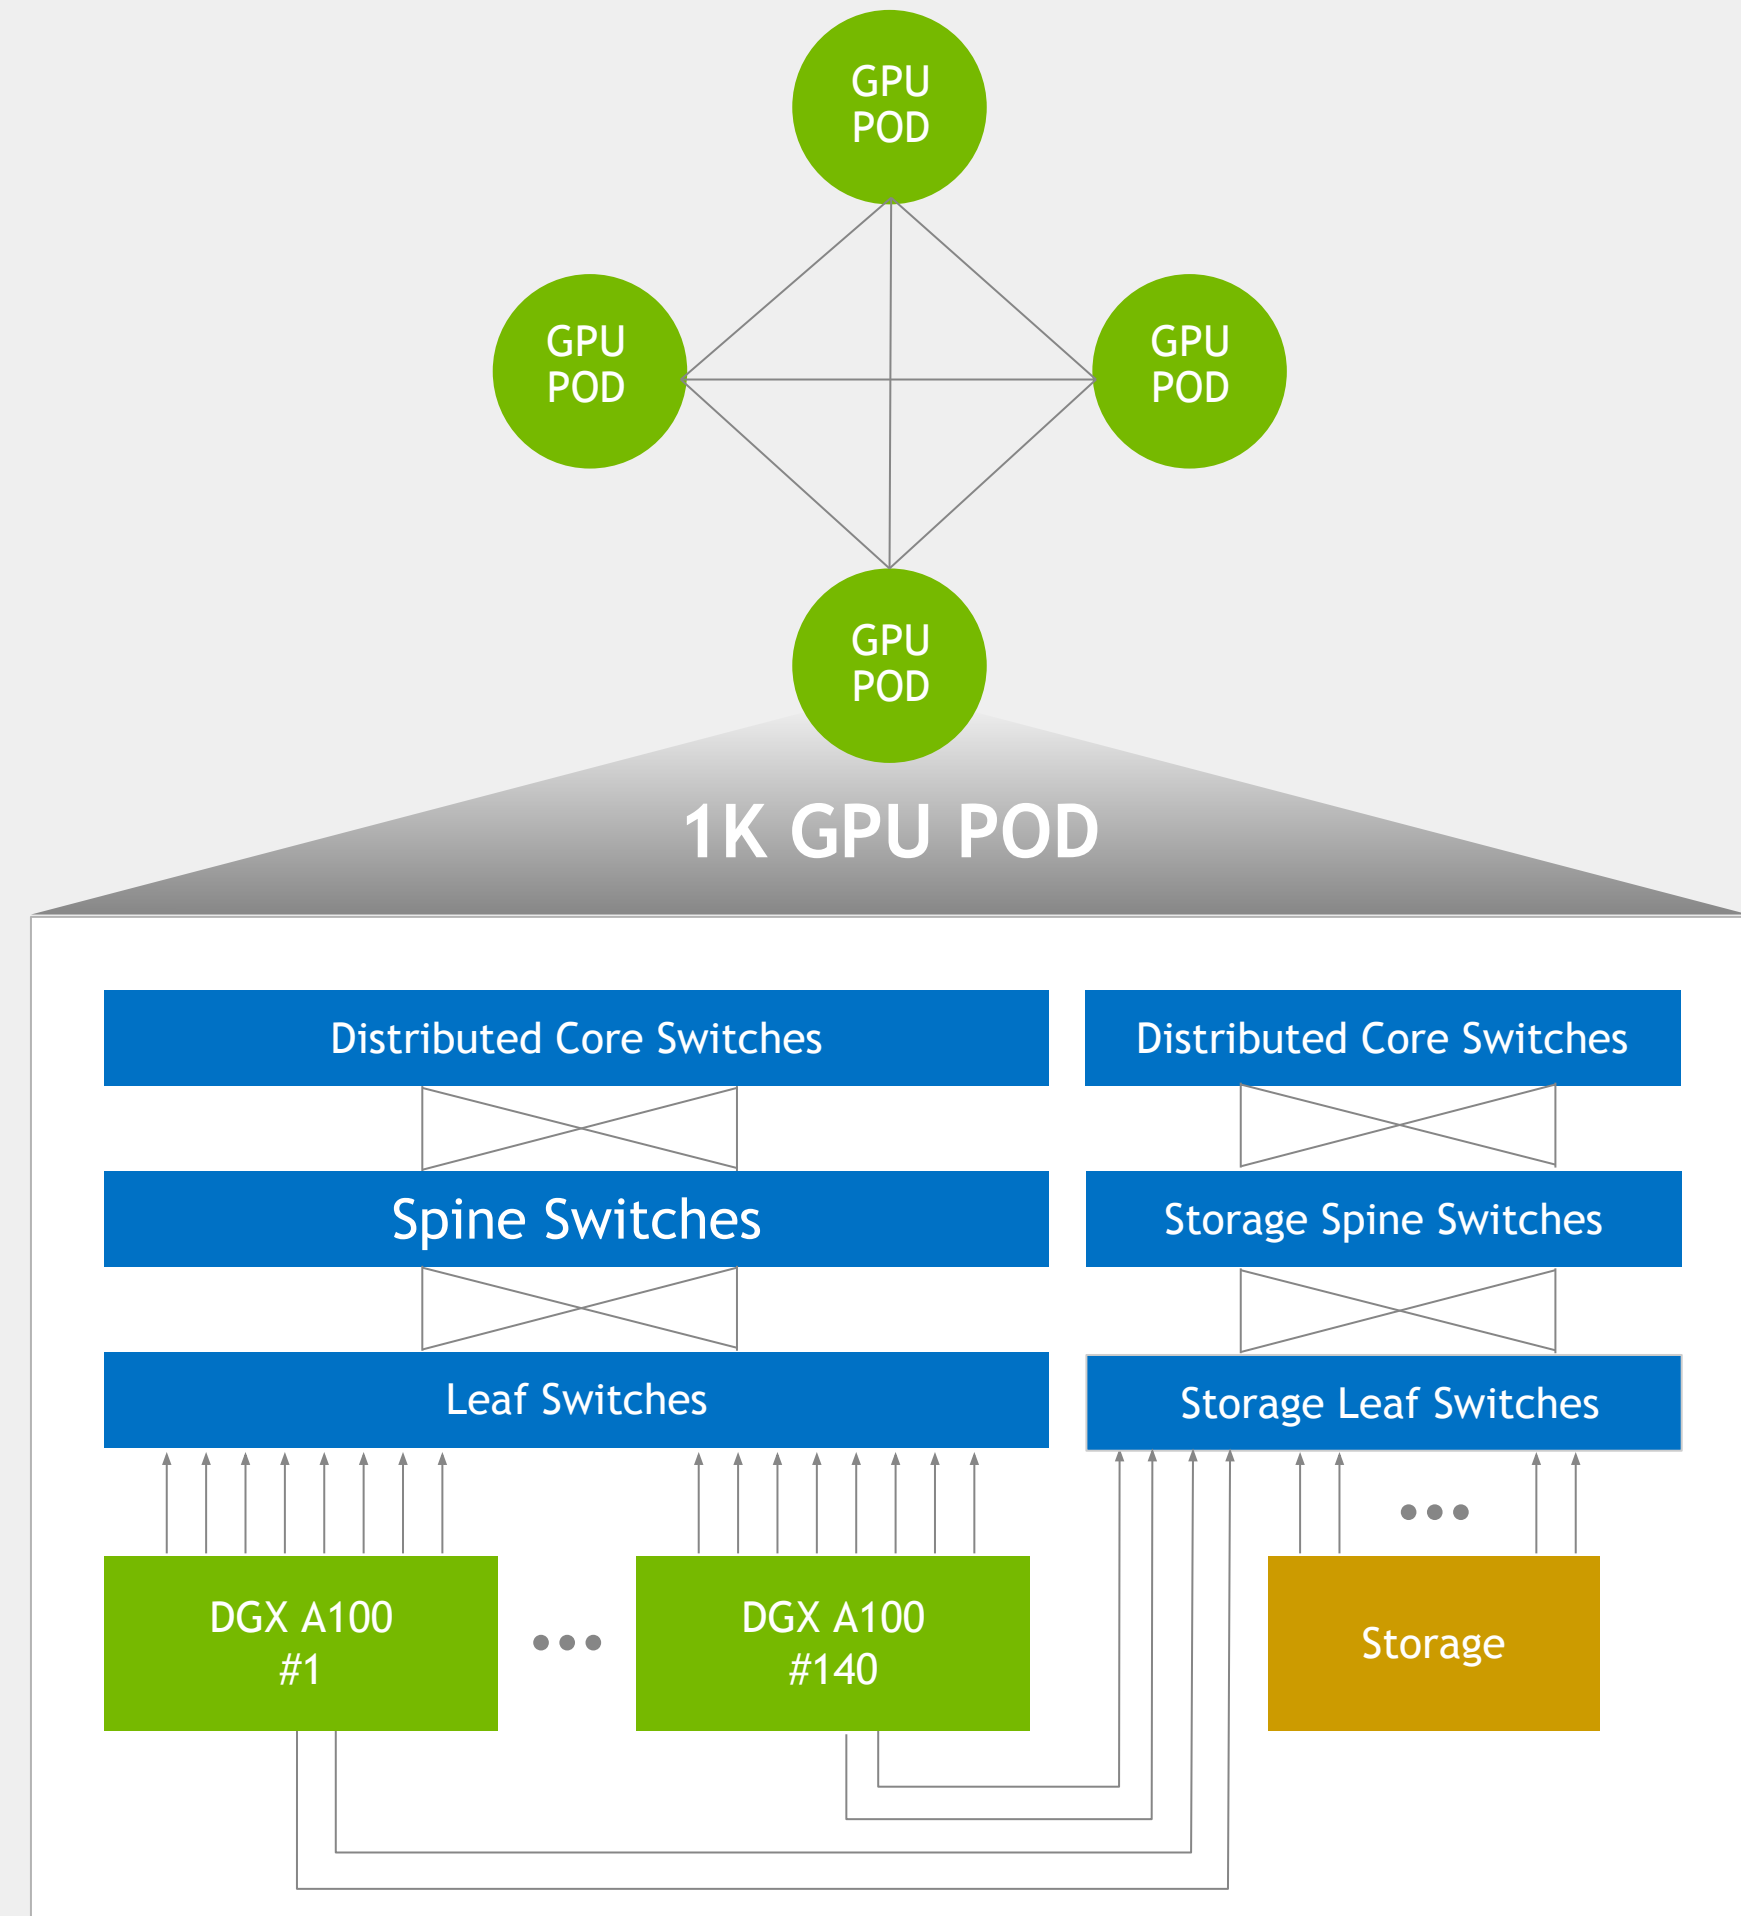 GPU
POD
GPU
POD
GPU
POD
GPU
POD
1K GPU POD
Distributed Core Switches
Distributed Core Switches
Spine Switches
Storage Spine Switches
Leaf Switches
Storage Leaf Switches
DGX A100
#1
DGX A100
#140
Storage